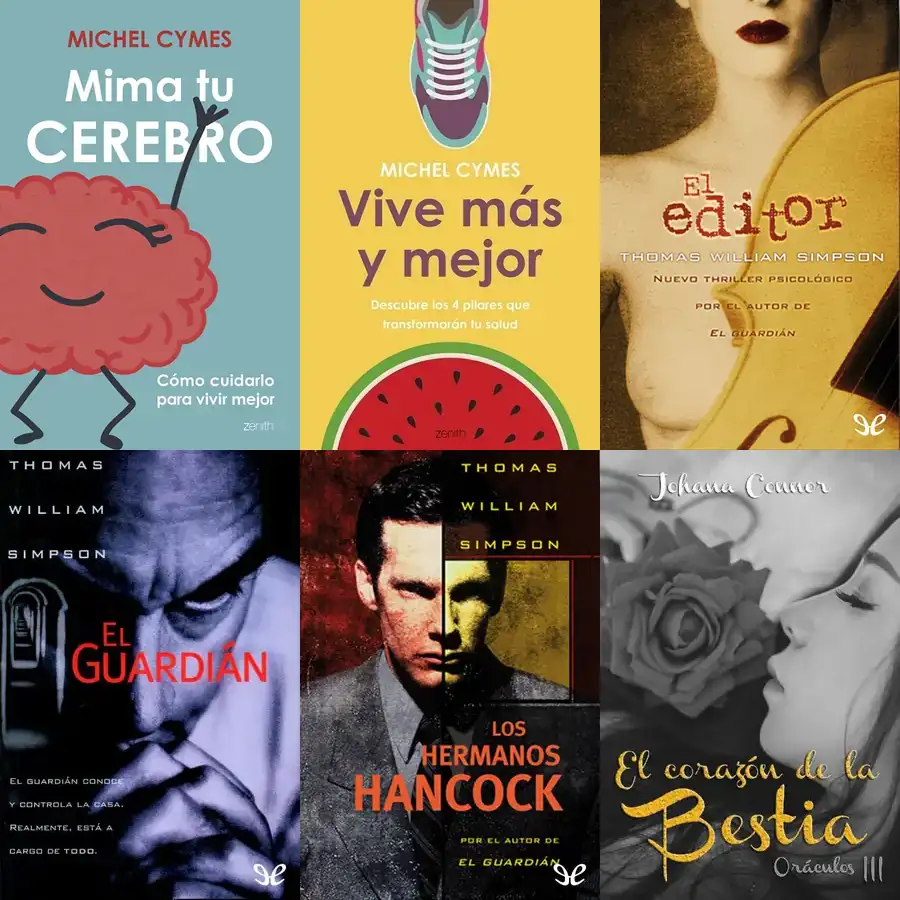 MICHEL CYMES
Mima tu
CEREBRO
Cómo cuidarlo
para vivir mejor
zenith
MICHEL CYMES
Vive más
y mejor
Descubre los 4 pilares que
transformarán tu salud
zenith
El
editor
THOMAS WILLIAM SIMPSON
NUEVO THRILLER PSICOLÓGICO
POR EL AUTOR DE
EL GUARDIÁN
THOMAS
WILLIAM
SIMPSON
EL
GUARDIÁN
EL GUARDIÁN CONOCE
Y CONTROLA LA CASA.
REALMENTE, ESTÁ A
CARGO DE TODO.
THOMAS
WILLIAM
SIMPSON
LOS
HERMANOS
HANCOCK
POR EL AUTOR DE
EL GUARDIÁN
Johana Connor
El corazón de la
Bestia
Oráculos III